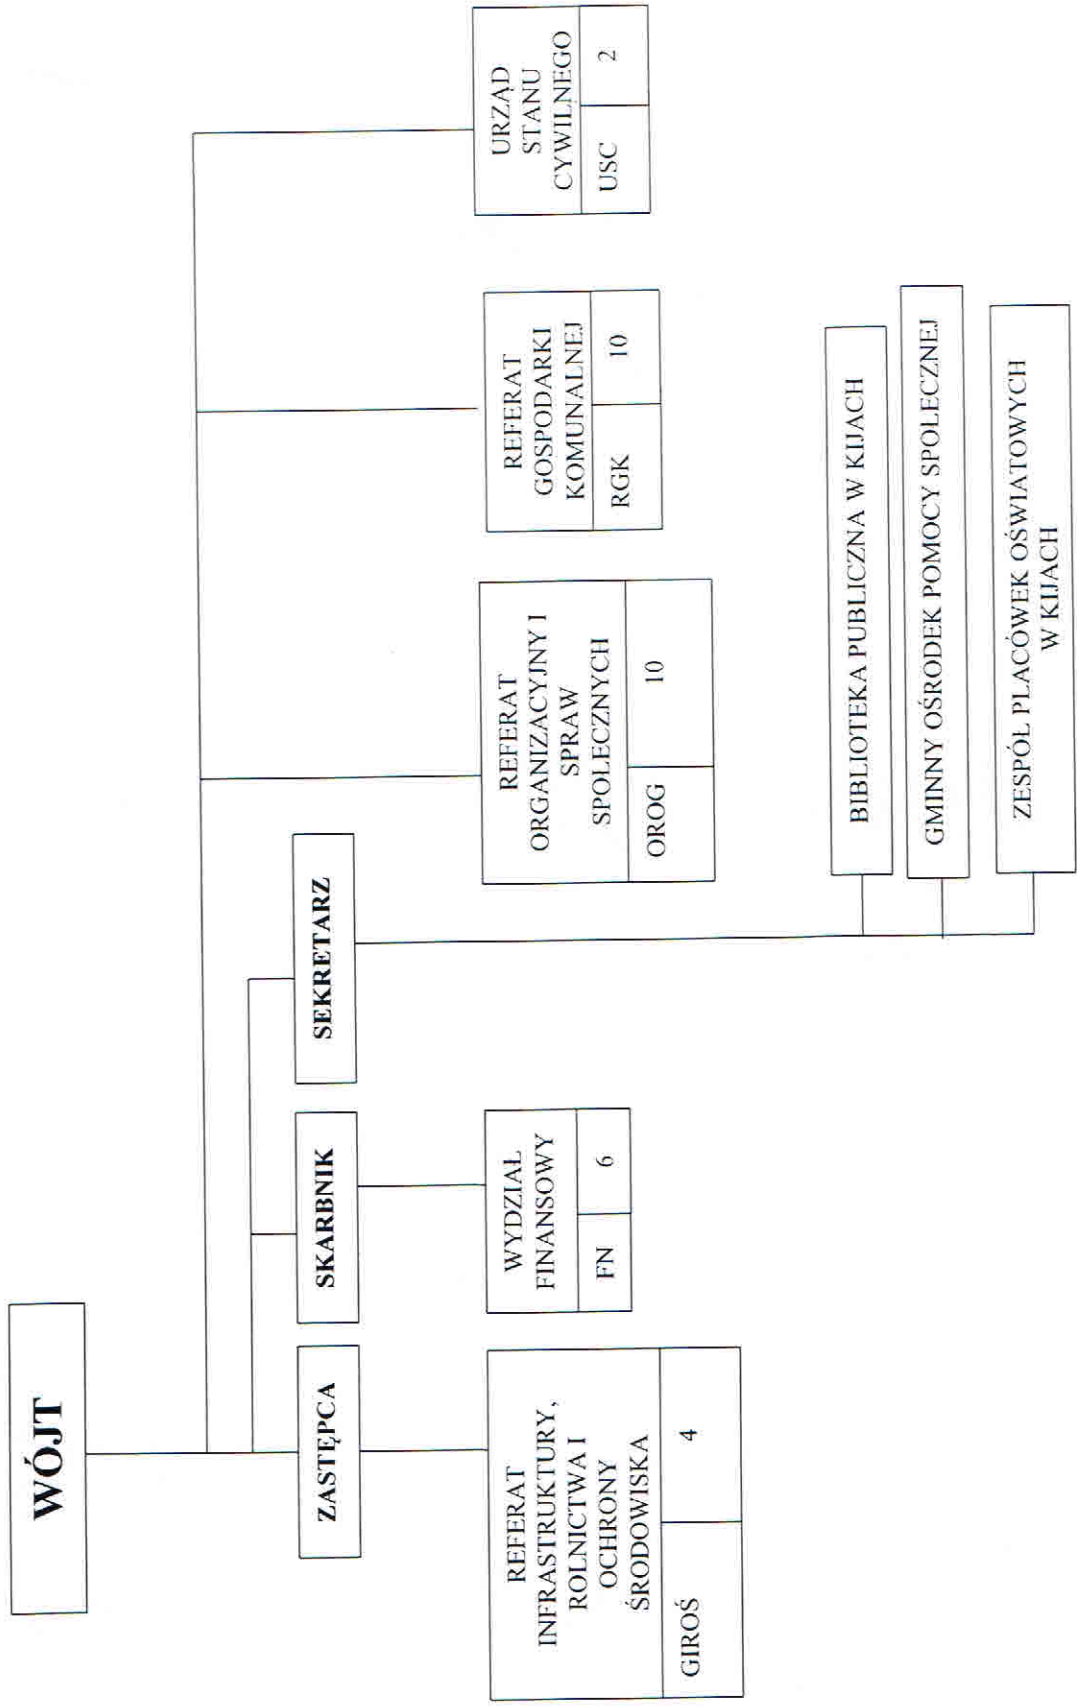 WÓJT
ZASTĘPCA
SKARBNIK
SEKRETARZ
REFERAT
INFRASTRUKTURY,
ROLNICTWA I
OCHRONY
ŚRODOWISKA
GIROŚ 4
WYDZIAŁ
FINANSOWY
FN 6
REFERAT
ORGANIZACYJNY I
SPRAW
SPOŁECZNYCH
OROG 10
REFERAT
GOSPODARKI
KOMUNALNEJ
RGK 10
URZĄD
STANU
CYWILNEGO
USC 2
BIBLIOTEKA PUBLICZNA W KIJACH
GMINNY OŚRODEK POMOCY SPOŁECZNEJ
ZESPÓŁ PLACÓWEK OŚWIATOWYCH
W KIJACH